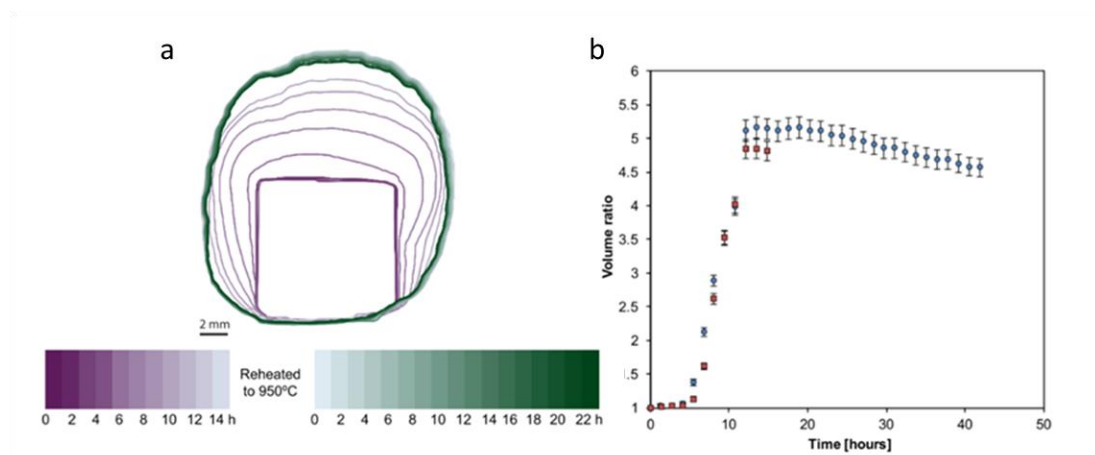 a
b
2 mm
0 2 4 6 8 10 12 14 h
Reheated
to 950ºC
0 2 4 6 8 10 12 14 16 18 20 22 h
Volume ratio
6
5.5
5
4.5
4
3.5
3
2.5
2
.5
1
0 10 20 30 40 50
Time [hours]